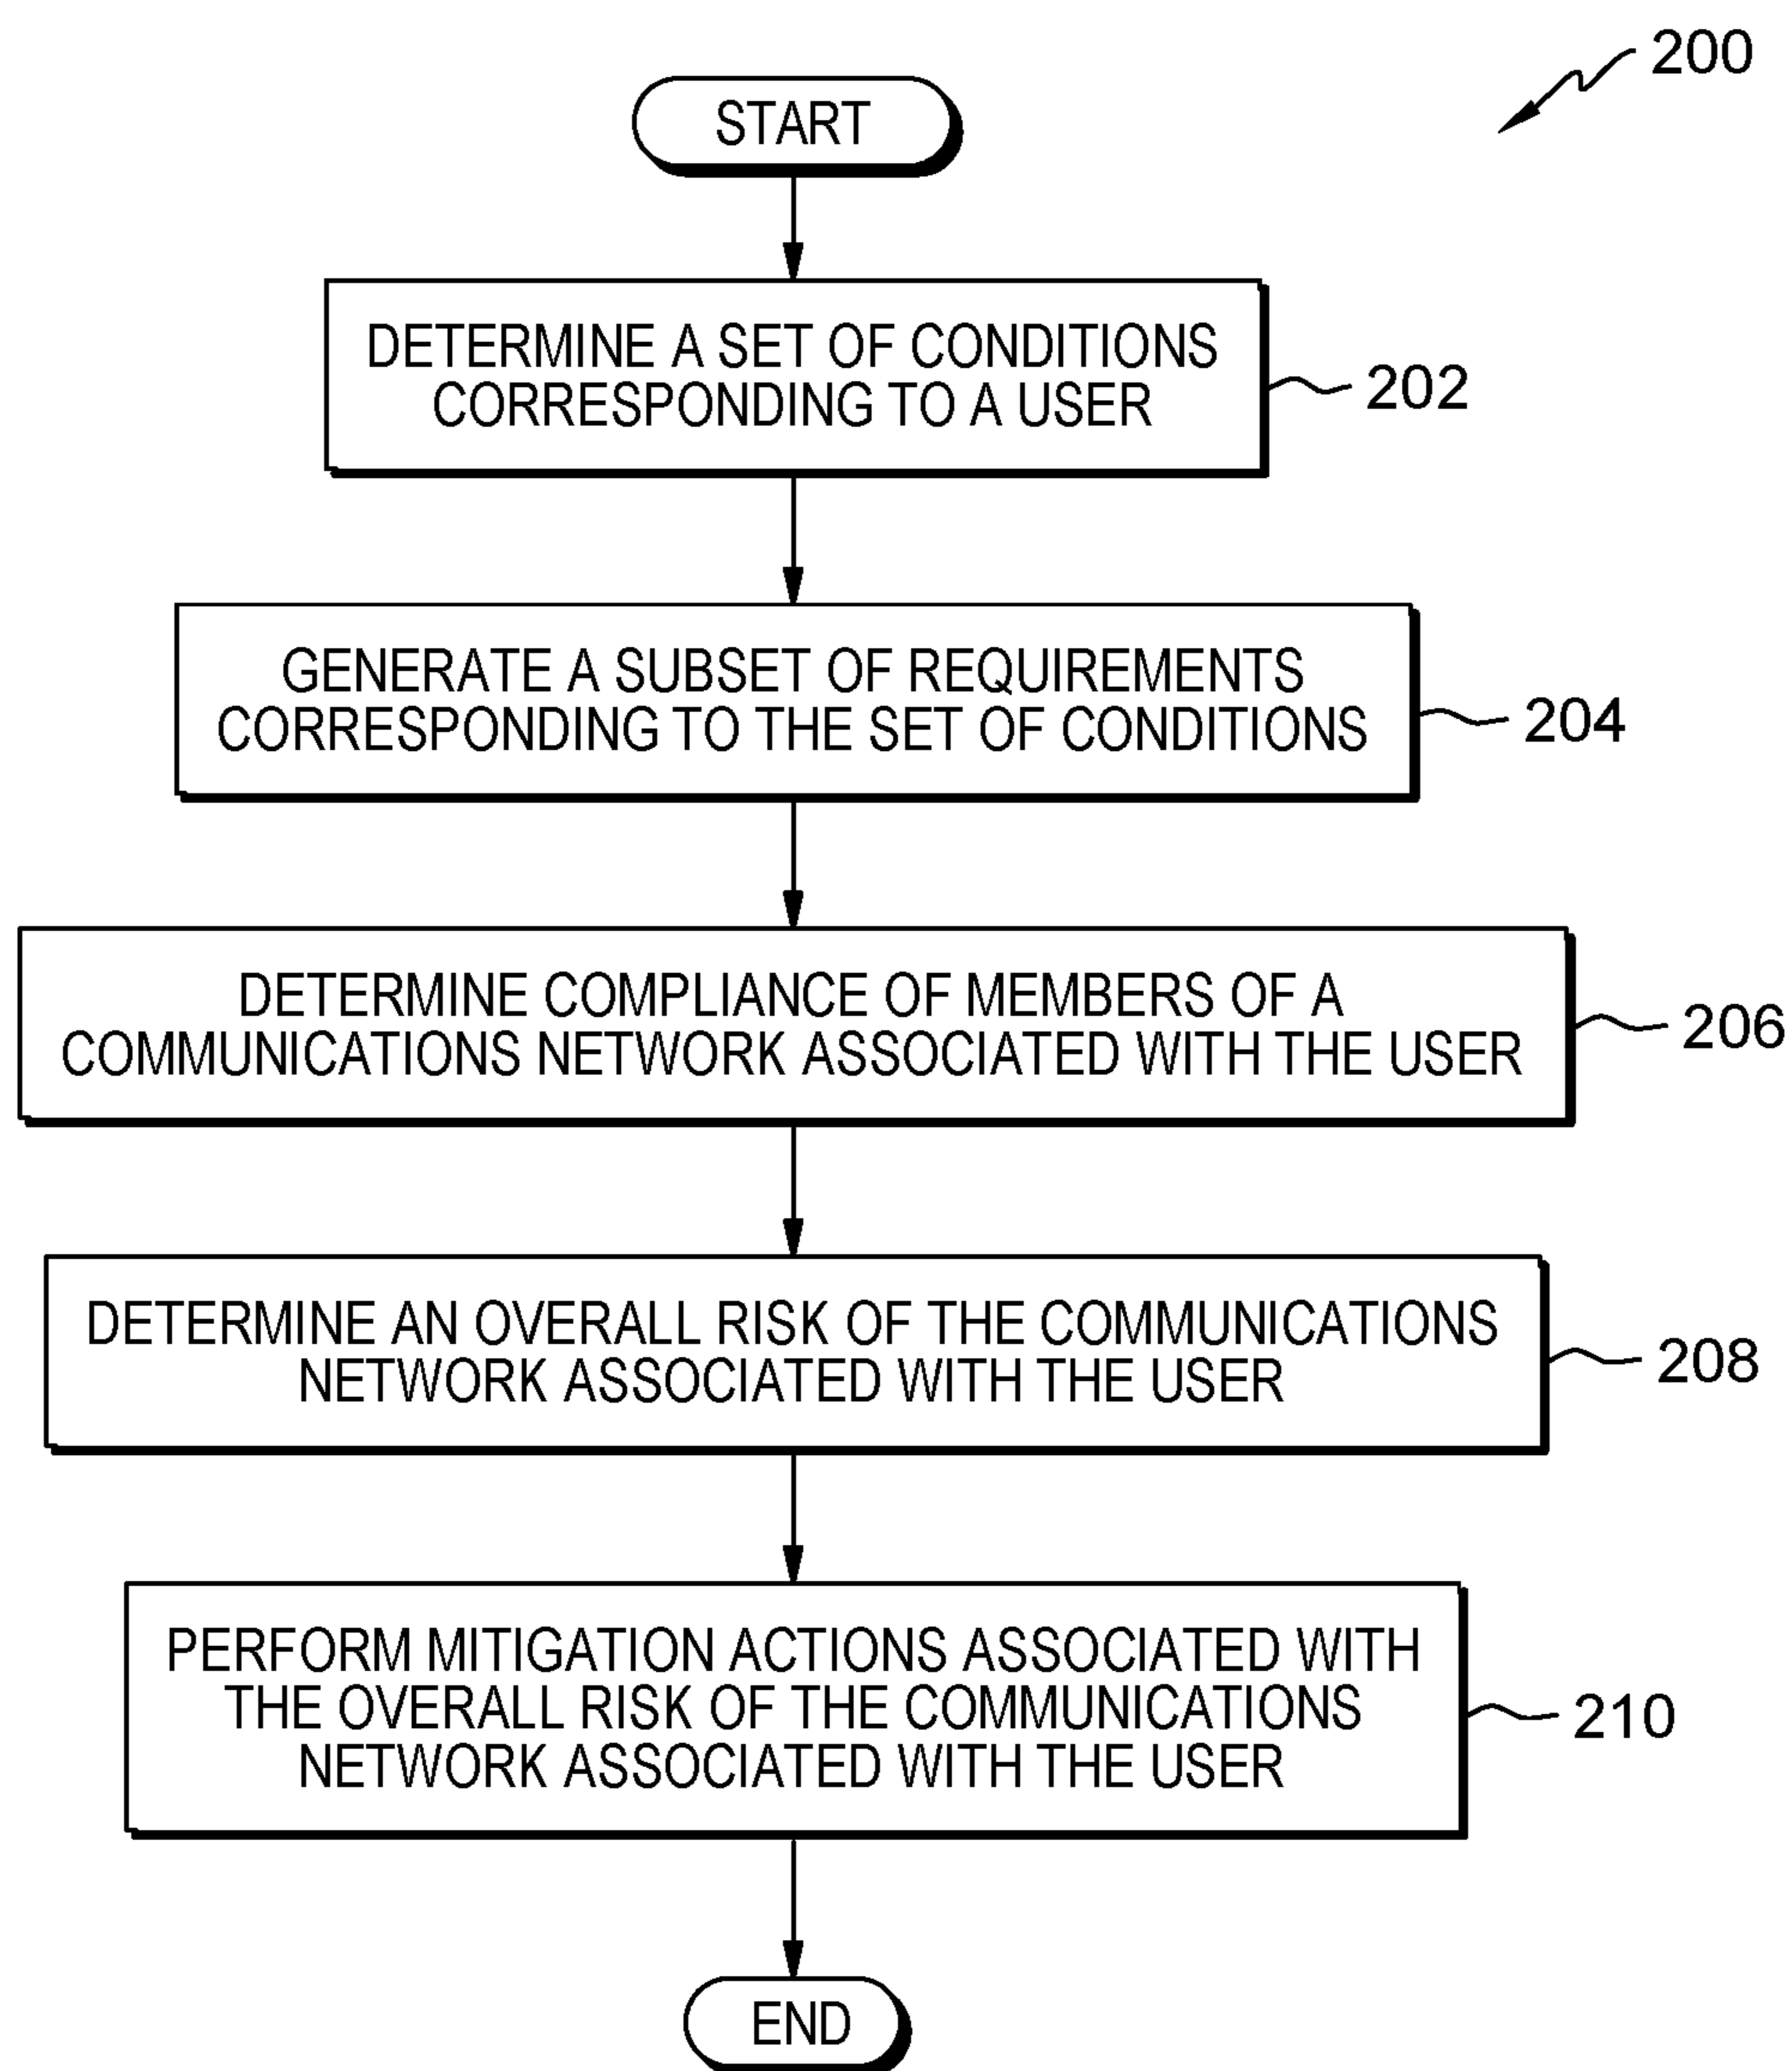 200
START
DETERMINE A SET OF CONDITIONS
CORRESPONDING TO A USER
202
GENERATE A SUBSET OF REQUIREMENTS
CORRESPONDING TO THE SET OF CONDITIONS
204
DETERMINE COMPLIANCE OF MEMBERS OF A
COMMUNICATIONS NETWORK ASSOCIATED WITH THE USER
206
DETERMINE AN OVERALL RISK OF THE COMMUNICATIONS
NETWORK ASSOCIATED WITH THE USER
208
PERFORM MITIGATION ACTIONS ASSOCIATED WITH
THE OVERALL RISK OF THE COMMUNICATIONS
NETWORK ASSOCIATED WITH THE USER
210
END